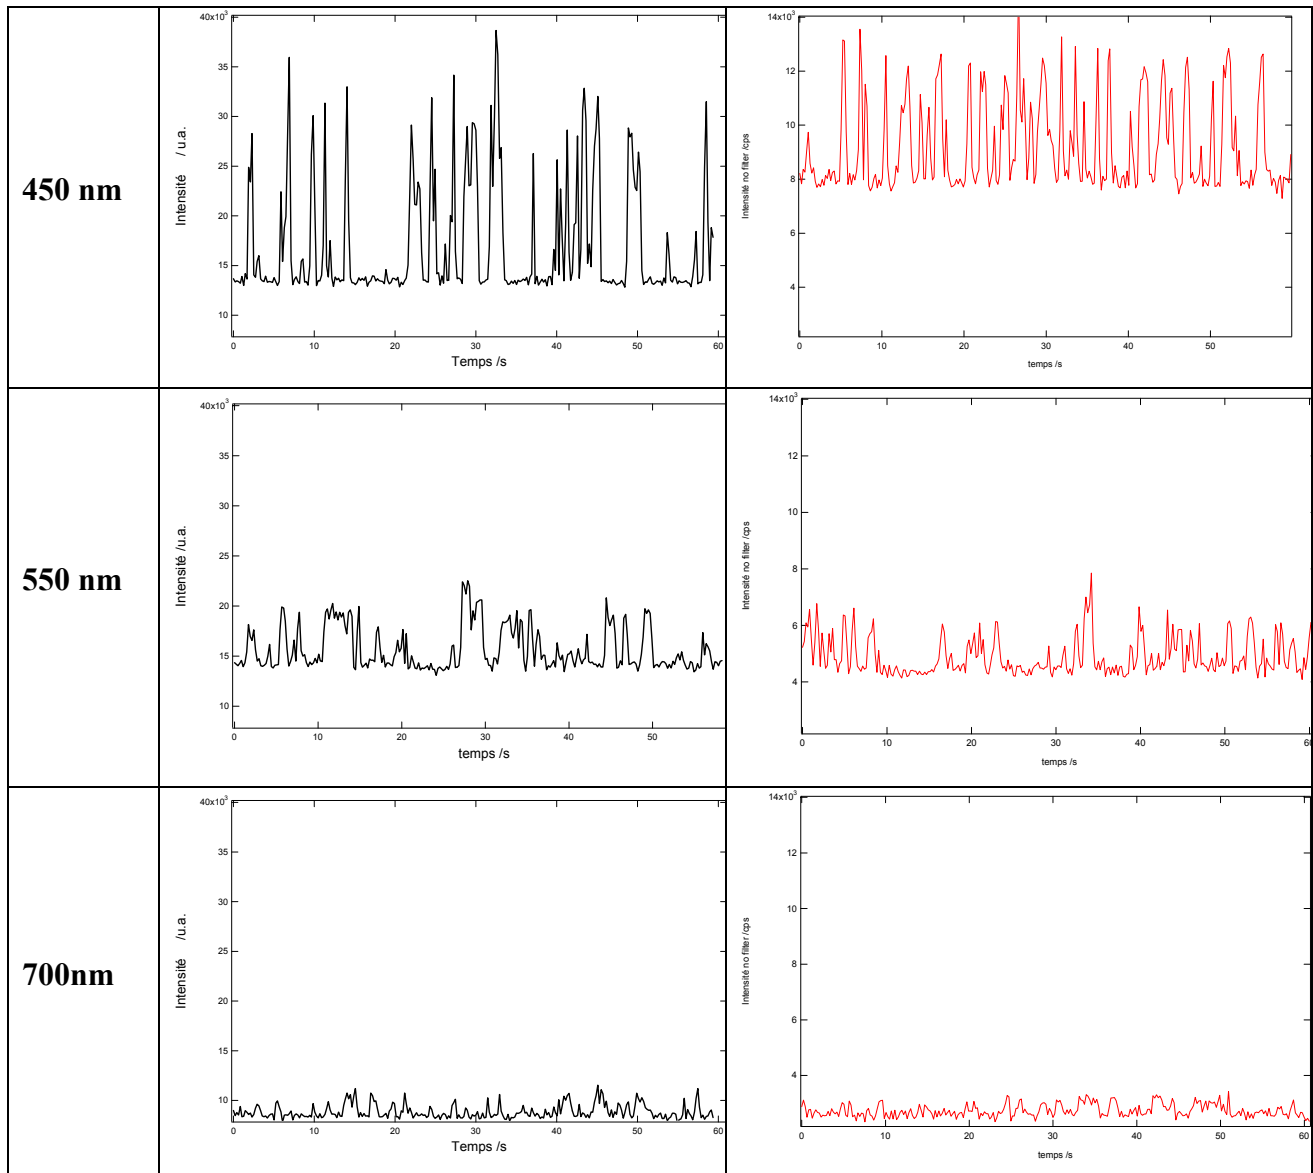 450 nm
40x10³
35
30
25
20
15
10
Intensité / u.a.
0 10 20 30 40 50 60
Temps /s
14x10³
12
10
8
6
4
Intensité no filter /cps
0 10 20 30 40 50
temps /s
550 nm
40x10³
35
30
25
20
15
10
Intensité /u.a.
0 10 20 30 40 50
temps /s
14x10³
12
10
8
6
4
Intensité no filter /cps
0 10 20 30 40 50 60
temps /s
700nm
40x10³
35
30
25
20
15
10
Intensité /u.a.
0 10 20 30 40 50 60
Temps /s
14x10³
12
10
8
6
4
Intensité no filter /cps
0 10 20 30 40 50 60
temps /s